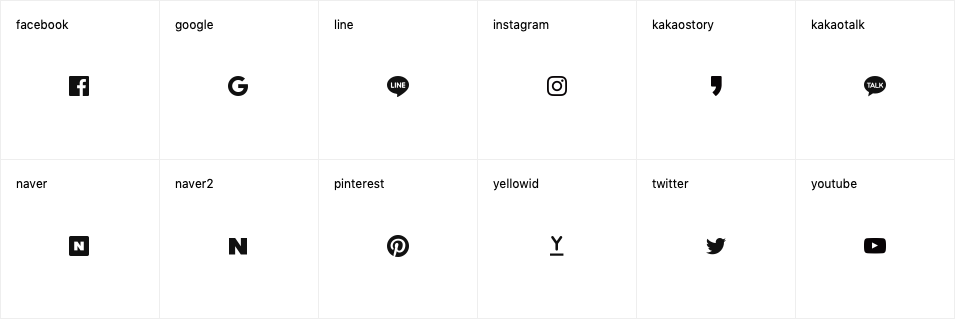 facebook
google
line
instagram
kakaostory
kakaotalk
LINE
TALK
naver
naver2
pinterest
yellowid
twitter
youtube
N
N
Y